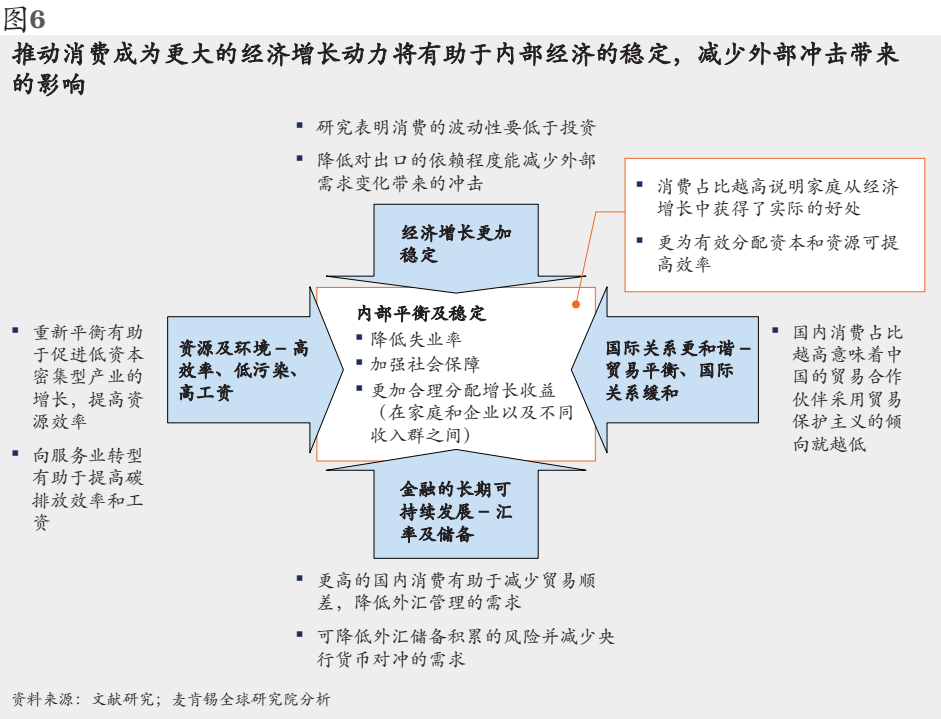 图6
推动消费成为更大的经济增长动力将有助于内部经济的稳定，减少外部冲击带来
的影响
▪ 研究表明消费的波动性要低于投资
▪ 降低对出口的依赖程度能减少外部
需求变化带来的冲击
▪ 消费占比越高说明家庭从经济
增长中获得了实际的好处
▪ 更为有效分配资本和资源可提
高效率
经济增长更加
稳定
▪ 重新平衡有助
于促进低资本
密集型产业的
增长，提高资
源效率
▪ 向服务业转型
有助于提高碳
排放效率和工
资
资源及环境－高
效率、低污染、
高工资
内部平衡及稳定
▪ 降低失业率
▪ 加强社会保障
▪ 更加合理分配增长收益
（在家庭和企业以及不同
收入群之间）
国际关系更和谐－
贸易平衡、国际
关系缓和
▪ 国内消费占比
越高意味着中
国的贸易合作
伙伴采用贸易
保护主义的倾
向就越低
金融的长期可
持续发展－汇
率及储备
▪ 更高的国内消费有助于减少贸易顺
差，降低外汇管理的需求
▪ 可降低外汇储备积累的风险并减少央
行货币对冲的需求
资料来源：文献研究；麦肯锡全球研究院分析